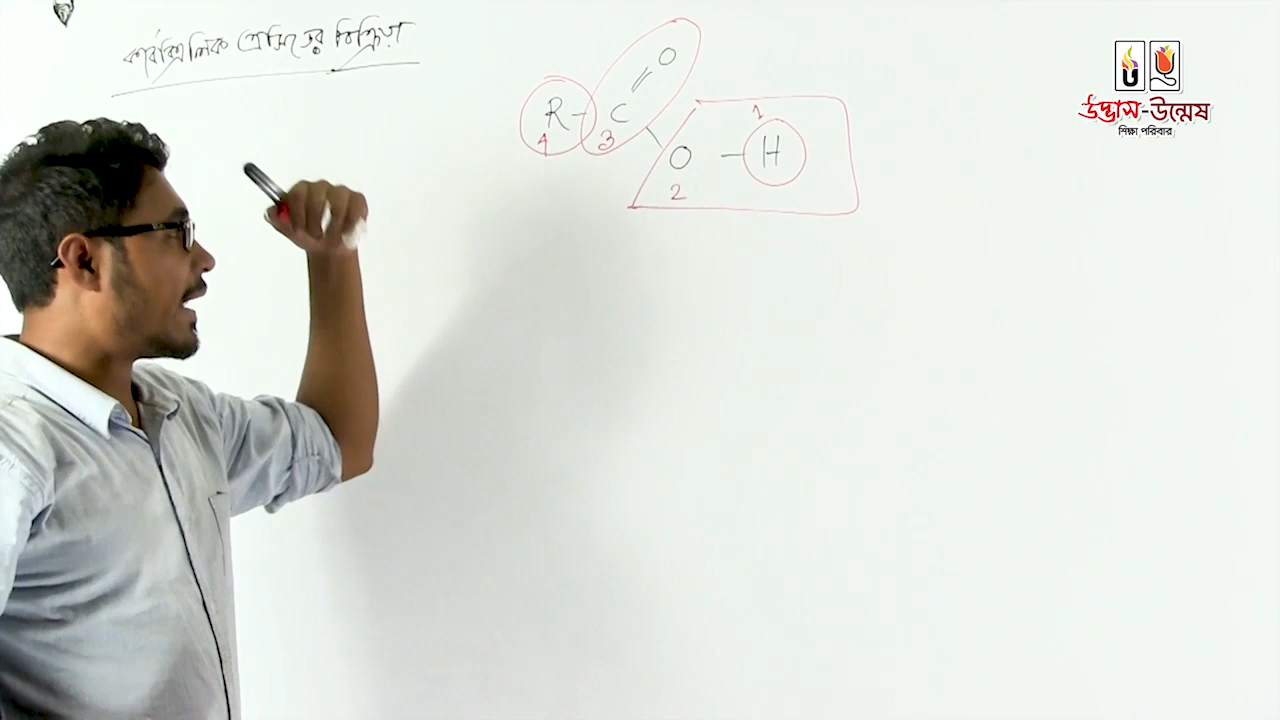 কার্বক্সিলিক এসিডের বিক্রিয়া
O
R - C
1
O - H
4
3
2
উদ্ভাস-উন্মেষ
শিক্ষা পরিবার